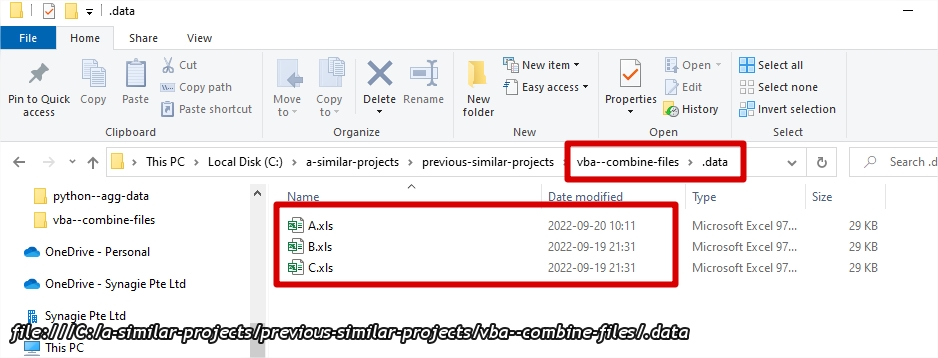 .data
File Home Share View
Pin to Quick access
Copy
Paste
Cut
Copy path
Paste shortcut
Clipboard
Move to
Copy to
Delete
Rename
Organize
New folder
New item
Easy access
New
Properties
Open
Edit
History
Open
Select all
Select none
Invert selection
Select
This PC > Local Disk (C:) > a-similar-projects > previous-similar-projects > vba--combine-files > .data
Search .d
python--agg-data
vba--combine-files
OneDrive - Personal
OneDrive - Synagie Pte Ltd
Synagie Pte Ltd
This PC
Name Date modified Type Size
A.xls 2022-09-20 10:11 Microsoft Excel 97... 29 KB
B.xls 2022-09-19 21:31 Microsoft Excel 97... 29 KB
C.xls 2022-09-19 21:31 Microsoft Excel 97... 29 KB
file:///C:/a-similar-projects/previous-similar-projects/vba--combine-files/.data